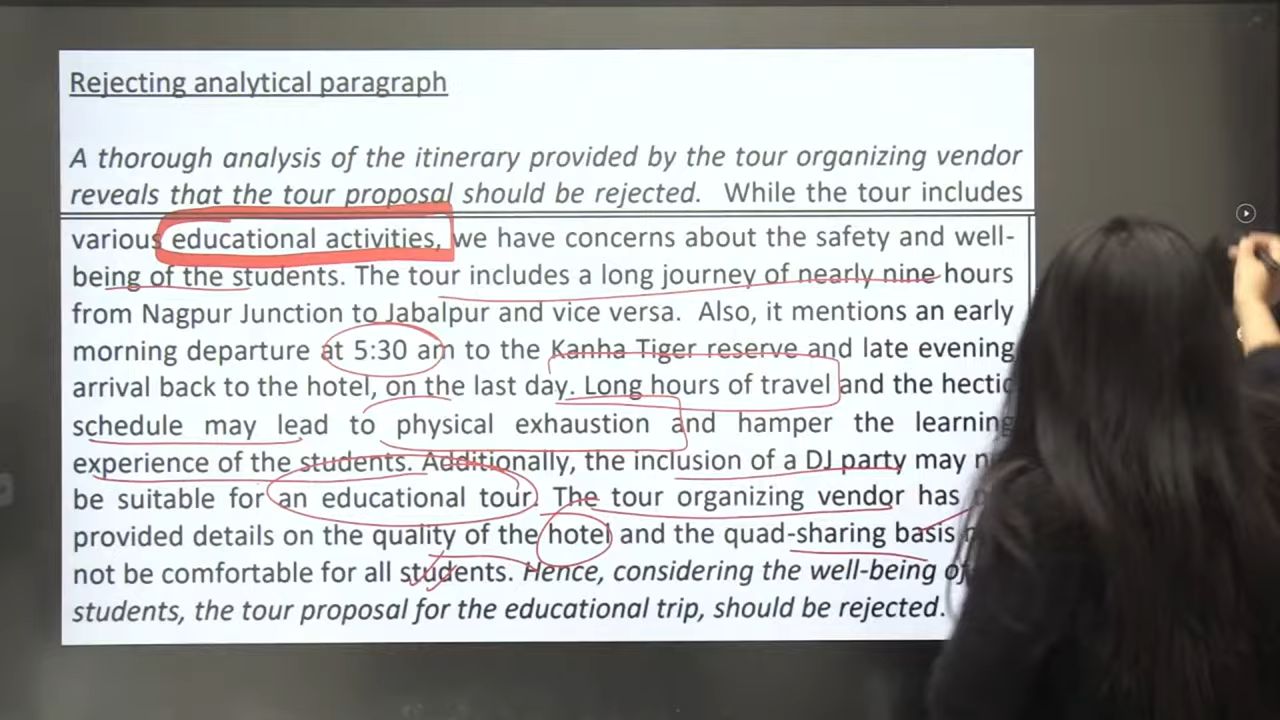 Rejecting analytical paragraph
A thorough analysis of the itinerary provided by the tour organizing vendor
reveals that the tour proposal should be rejected. While the tour includes
various educational activities, we have concerns about the safety and well-
being of the students. The tour includes a long journey of nearly nine hours
from Nagpur Junction to Jabalpur and vice versa. Also, it mentions an early
morning departure at 5:30 am to the Kanha Tiger reserve and late evening
arrival back to the hotel, on the last day. Long hours of travel and the hectic
schedule may lead to physical exhaustion and hamper the learning
experience of the students. Additionally, the inclusion of a DJ party may
be suitable for an educational tour. The tour organizing vendor has
provided details on the quality of the hotel and the quad-sharing basis
not be comfortable for all students. Hence, considering the well-being of
students, the tour proposal for the educational trip, should be rejected.